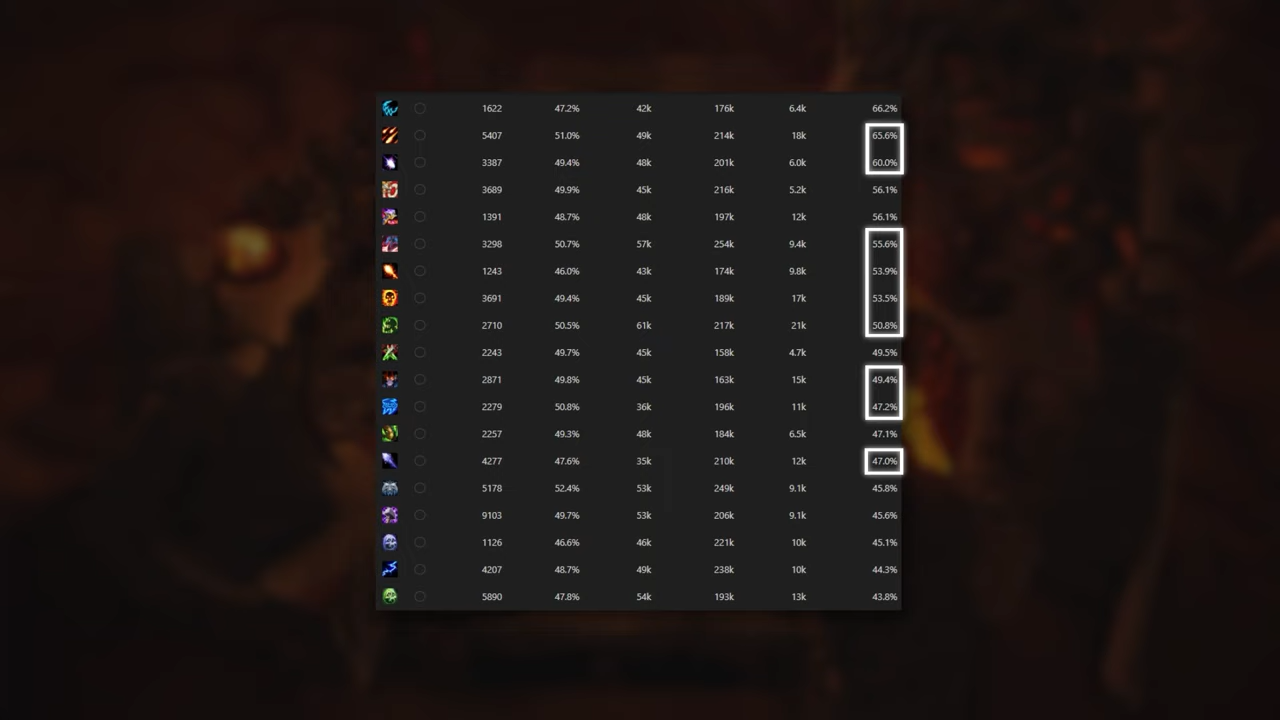 1622 47.2% 42k 176k 6.4k 66.2%
5407 51.0% 49k 214k 18k 65.6%
3387 49.4% 48k 201k 6.0k 60.0%
3689 49.9% 45k 216k 5.2k 56.1%
1391 48.7% 48k 197k 12k 56.1%
3298 50.7% 57k 254k 9.4k 55.6%
1243 46.0% 43k 174k 9.8k 53.9%
3691 49.4% 45k 189k 17k 53.5%
2710 50.5% 61k 217k 21k 50.8%
2243 49.7% 45k 158k 4.7k 49.5%
2871 49.8% 45k 163k 15k 49.4%
2279 50.8% 36k 196k 11k 47.2%
2257 49.3% 48k 184k 6.5k 47.1%
4277 47.6% 35k 210k 12k 47.0%
5178 52.4% 53k 249k 9.1k 45.8%
9103 49.7% 53k 206k 9.1k 45.6%
1126 46.6% 46k 221k 10k 45.1%
4207 48.7% 49k 238k 10k 44.3%
5890 47.8% 54k 193k 13k 43.8%